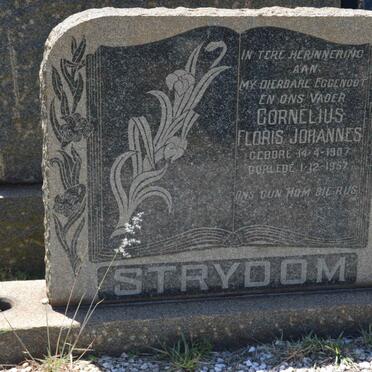 IN TERE HERINNERING
AAN
MY DIERBARE EGGENOOT
EN ONS VADER
CORNELIUS
FLORIS JOHANNES
GEBORE 14-4-1907
OORLEDE 1-12-1957
ONS GUN HOM DIE RUS
STRYDOM